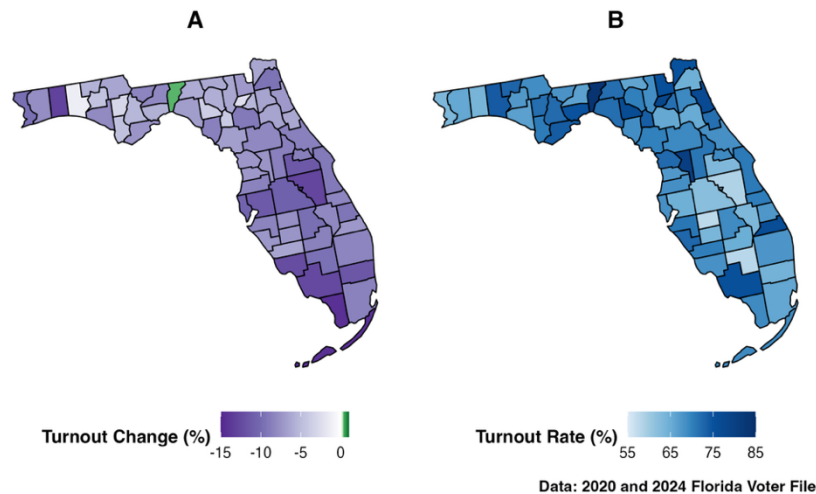 A
B
Turnout Change (%)
-15 -10 -5 0
Turnout Rate (%)
55 65 75 85
Data: 2020 and 2024 Florida Voter File